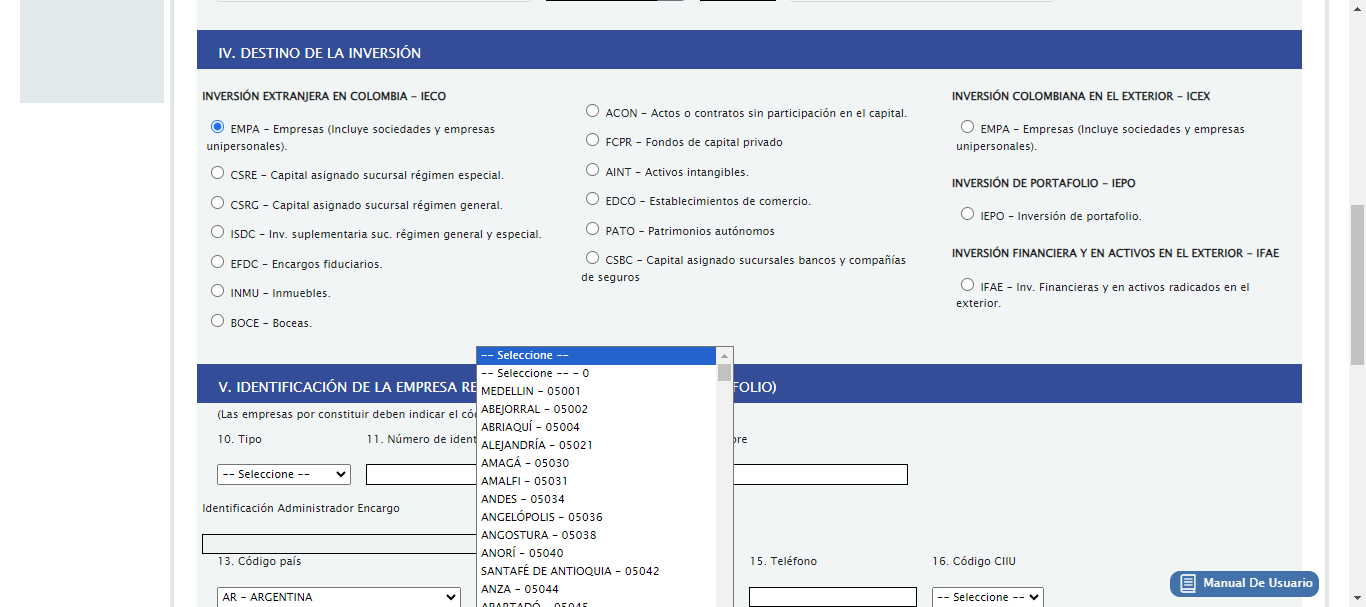 IV. DESTINO DE LA INVERSIÓN
INVERSIÓN EXTRANJERA EN COLOMBIA - IECO
EMPA - Empresas (Incluye sociedades y empresas
unipersonales).
CSRE - Capital asignado sucursal régimen especial.
CSRG - Capital asignado sucursal régimen general.
ISDC - Inv. suplementaria suc. régimen general y especial.
EFDC - Encargos fiduciarios.
INMU - Inmuebles.
BOCE - Boceas.
ACON - Actos o contratos sin participación en el capital.
FCPR - Fondos de capital privado
AINT - Activos intangibles.
EDCO - Establecimientos de comercio.
PATO - Patrimonios autónomos
CSBC - Capital asignado sucursales bancos y compañías
de seguros
INVERSIÓN COLOMBIANA EN EL EXTERIOR - ICEX
EMPA - Empresas (Incluye sociedades y empresas
unipersonales).
INVERSIÓN DE PORTAFOLIO - IEPO
IEPO - Inversión de portafolio.
INVERSIÓN FINANCIERA Y EN ACTIVOS EN EL EXTERIOR - IFAE
IFAE - Inv. Financieras y en activos radicados en el
exterior.
V. IDENTIFICACIÓN DE LA EMPRESA RE FOLIO)
(Las empresas por constituir deben indicar el có
10. Tipo
11. Número de ident
bre
-- Seleccione --
Identificación Administrador Encargo
13. Código país
AR - ARGENTINA
-- Seleccione --
-- Seleccione -- - 0
MEDELLIN - 05001
ABEJORRAL - 05002
ABRIAQUÍ - 05004
ALEJANDRÍA - 05021
AMAGÁ - 05030
AMALFI - 05031
ANDES - 05034
ANGELÓPOLIS - 05036
ANGOSTURA - 05038
ANORÍ - 05040
SANTAFÉ DE ANTIOQUIA - 05042
ANZA - 05044
APARTADÓ - 05045
15. Teléfono
16. Código CIIU
-- Seleccione --
Manual De Usuario